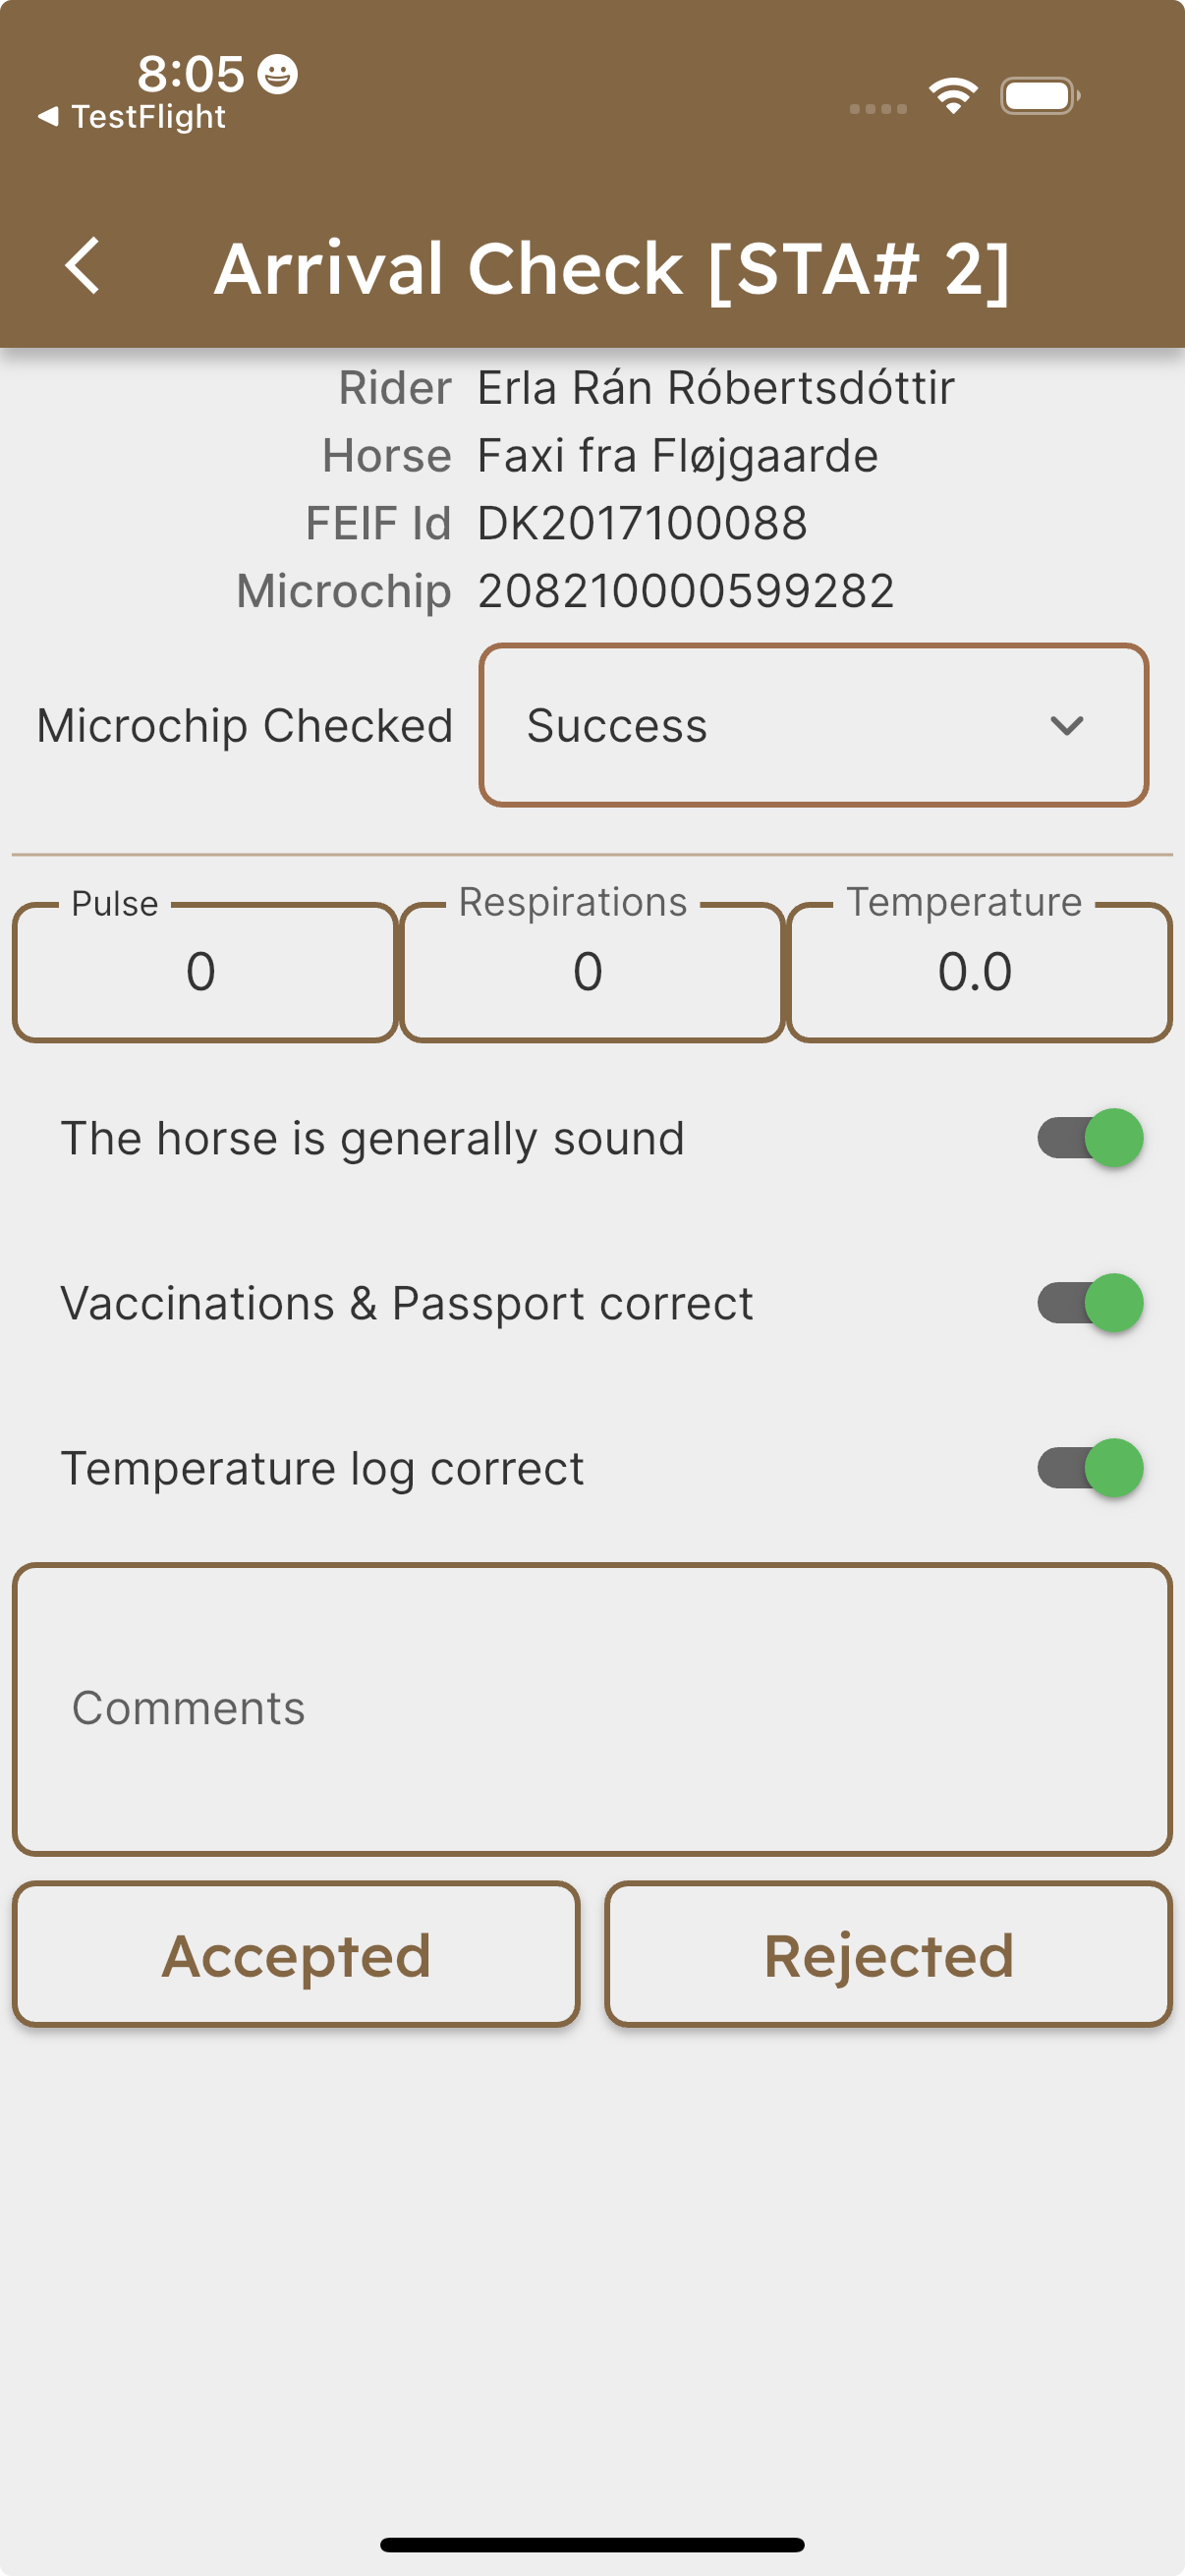 8:05
TestFlight
Arrival Check [STA# 2]
Rider Erla Rán Róbertsdóttir
Horse Faxi fra Fløjgaarde
FEIF Id DK2017100088
Microchip 208210000599282
Microchip Checked Success
Pulse Respirations Temperature
0 0 0.0
The horse is generally sound
Vaccinations & Passport correct
Temperature log correct
Comments
Accepted Rejected